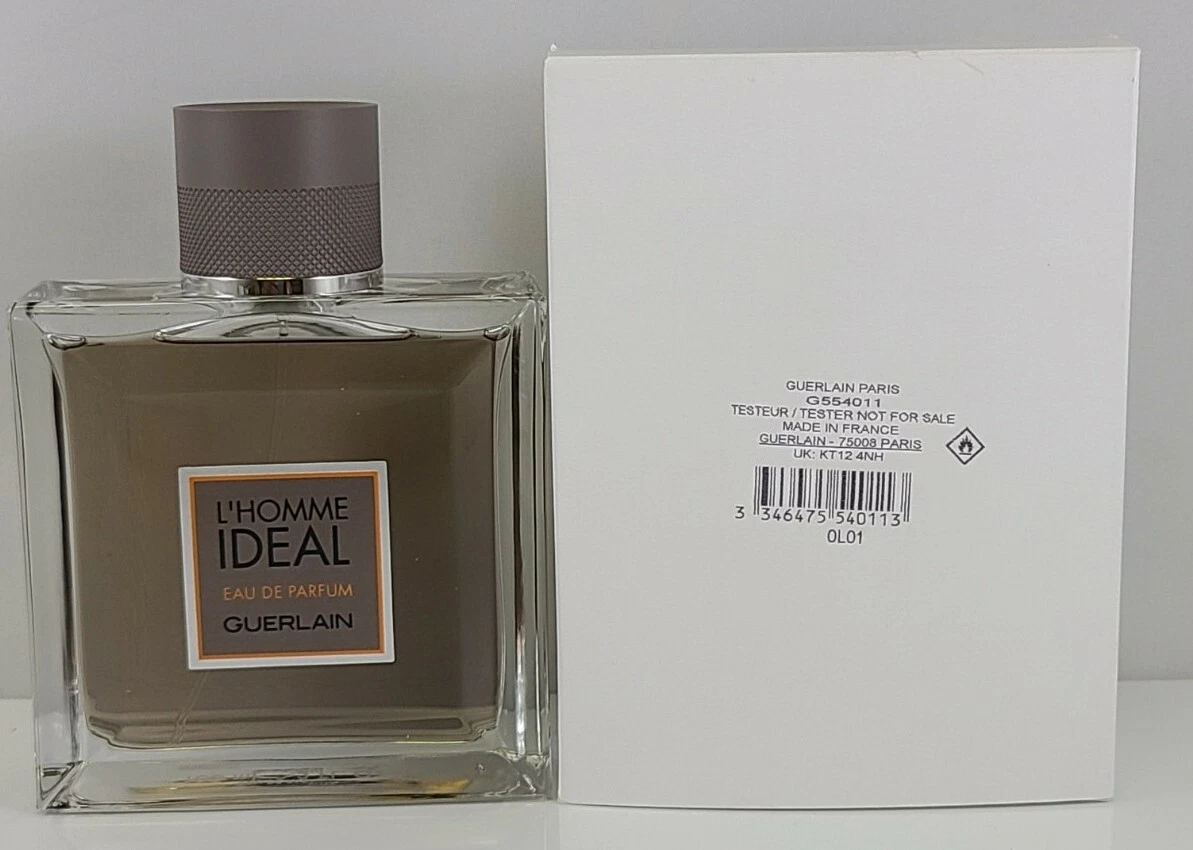 L'HOMME
IDEAL
EAU DE PARFUM
GUERLAIN
GUERLAIN PARIS
G554011
TESTEUR / TESTER NOT FOR SALE
MADE IN FRANCE
GUERLAIN - 75008 PARIS
UK: KT12 4NH
3 346475 540113
0L01